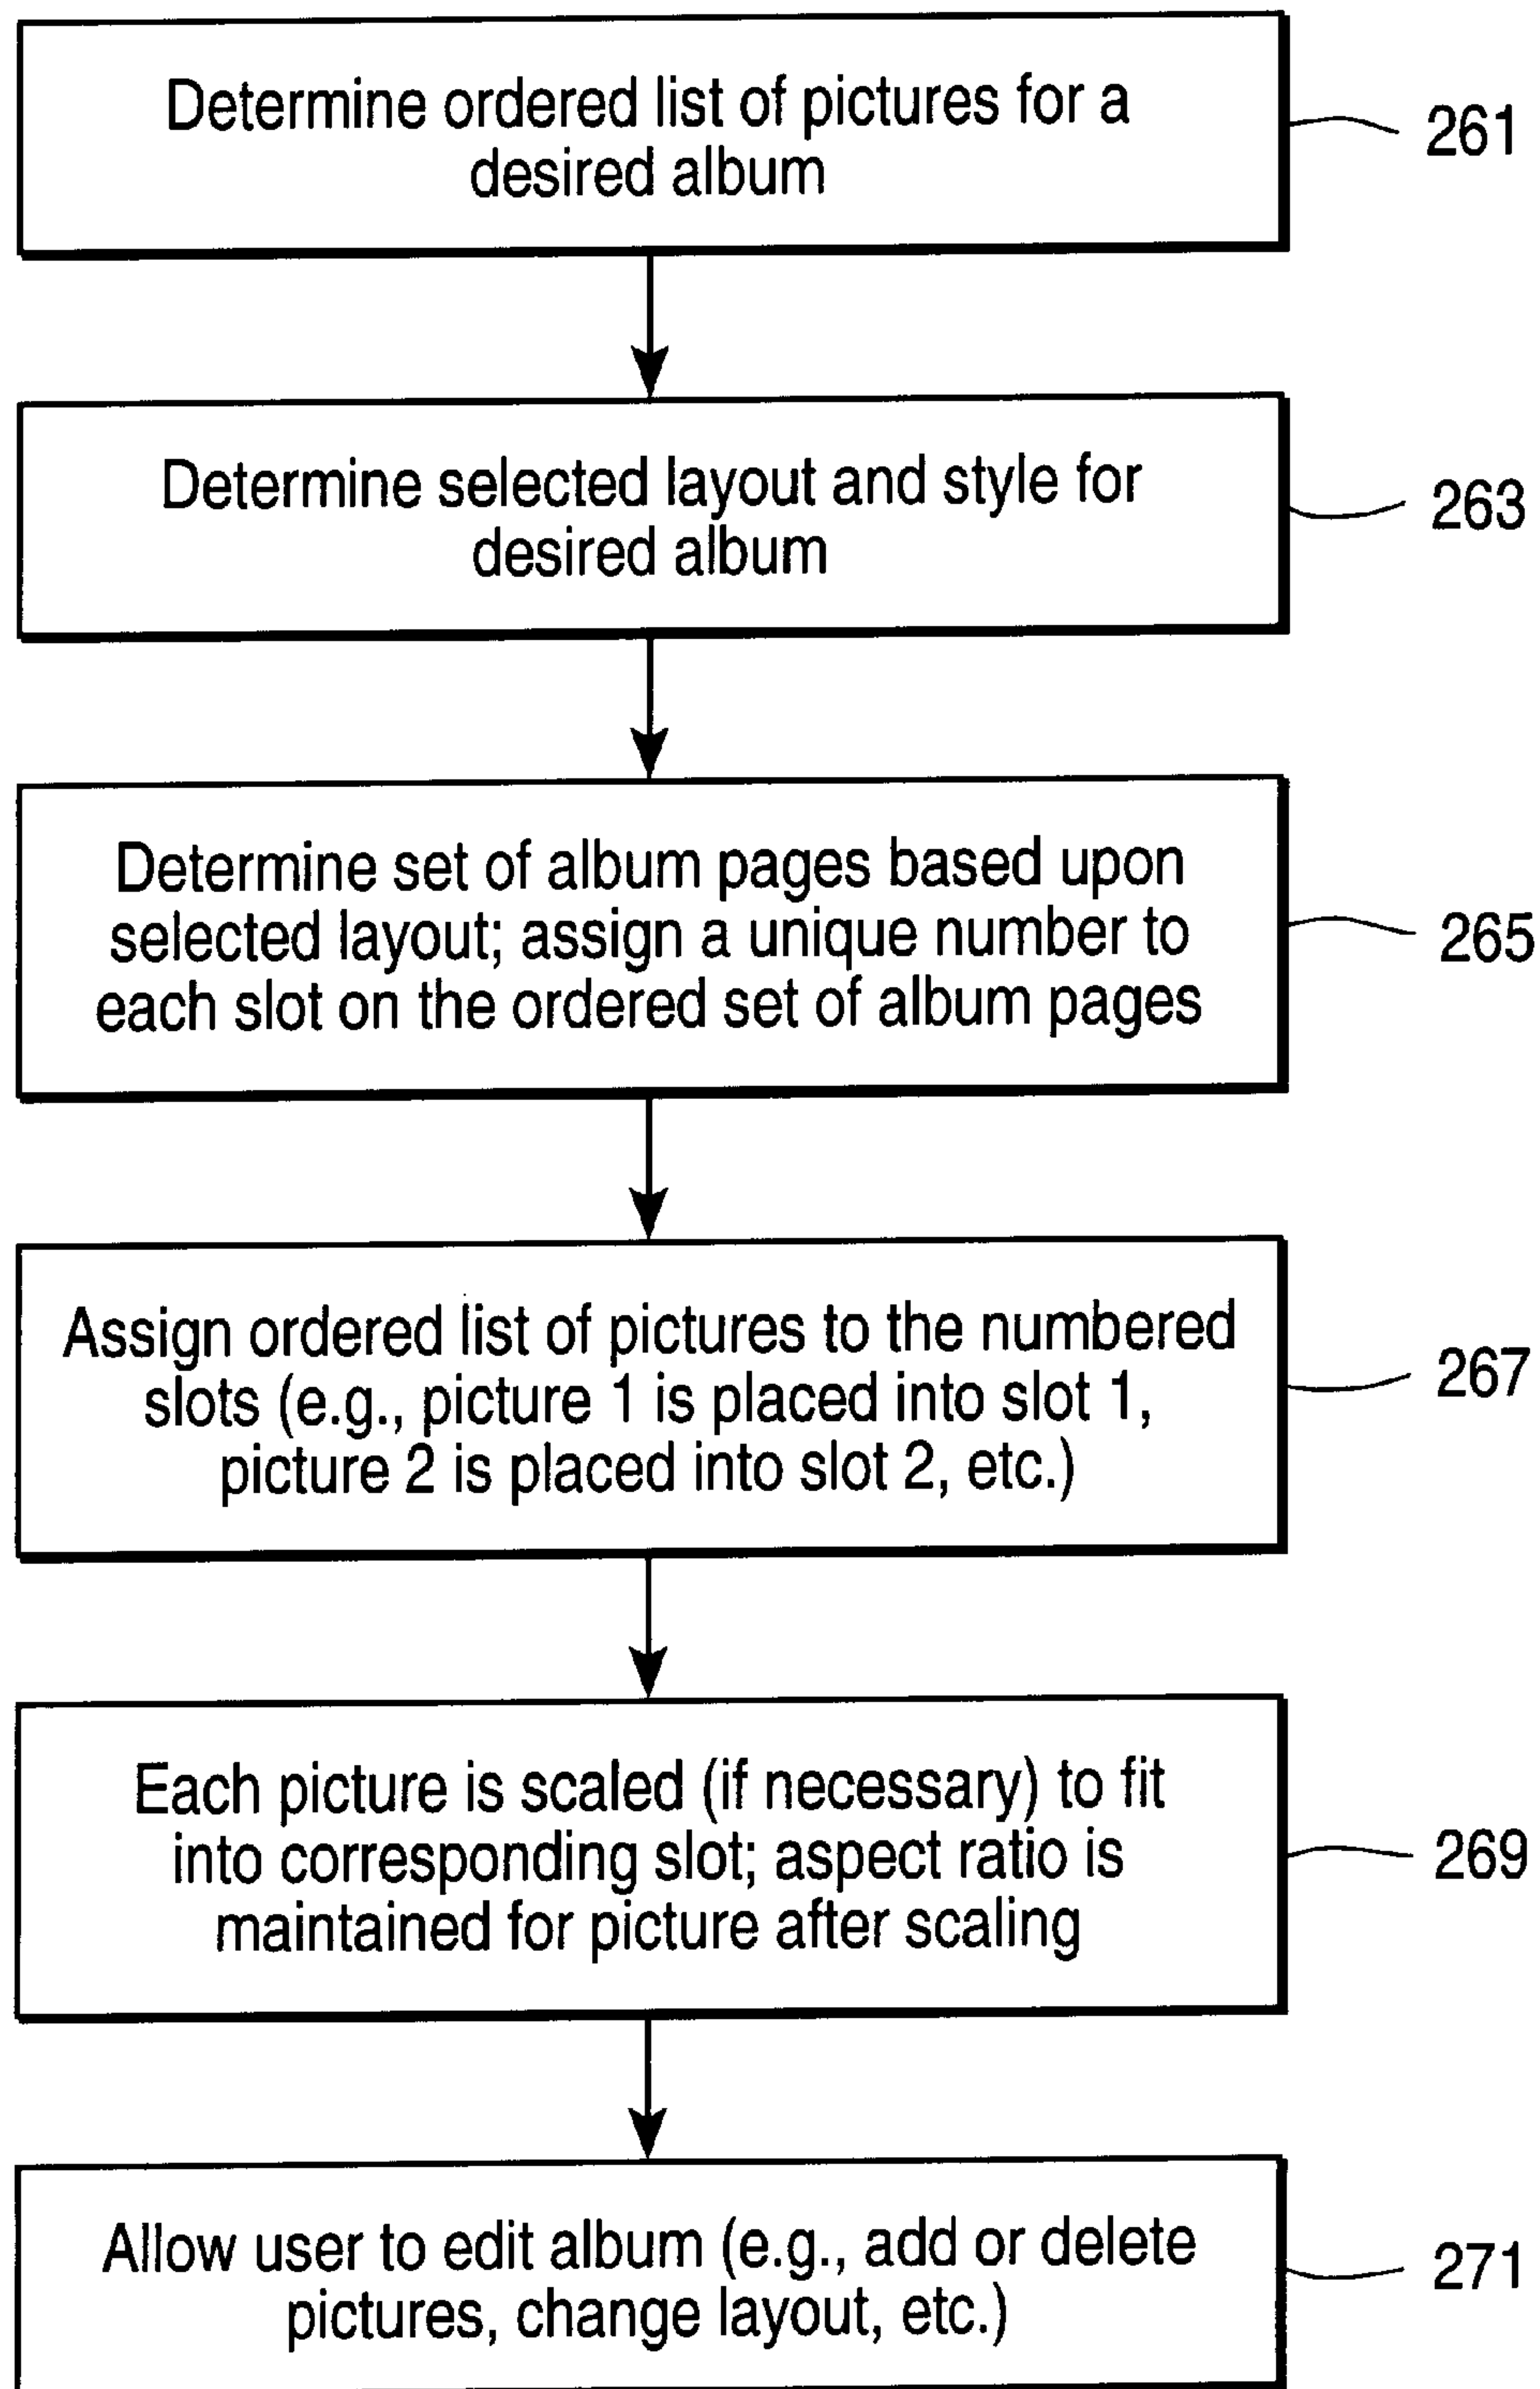 Determine ordered list of pictures for a
desired album
261
Determine selected layout and style for
desired album
263
Determine set of album pages based upon
selected layout; assign a unique number to
each slot on the ordered set of album pages
265
Assign ordered list of pictures to the numbered
slots (e.g., picture 1 is placed into slot 1,
picture 2 is placed into slot 2, etc.)
267
Each picture is scaled (if necessary) to fit
into corresponding slot; aspect ratio is
maintained for picture after scaling
269
Allow user to edit album (e.g., add or delete
pictures, change layout, etc.)
271